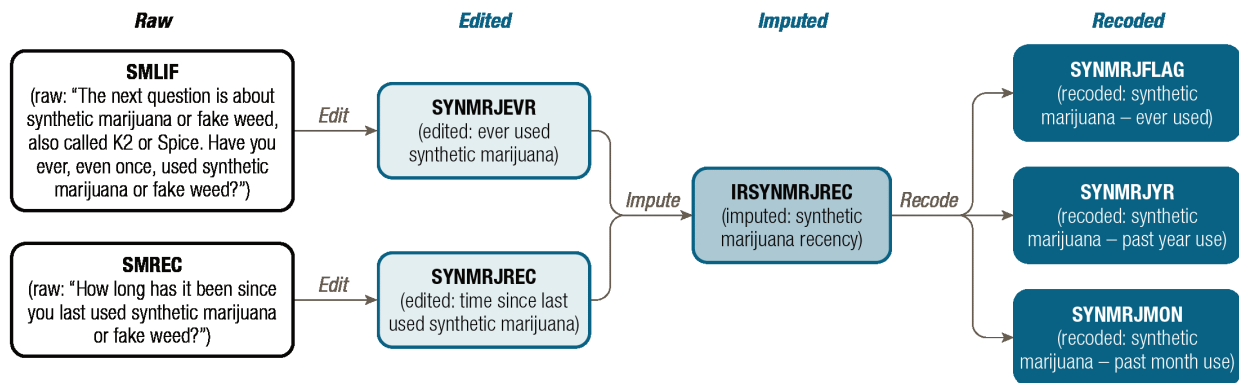 Raw
Edited
Imputed
Recoded
SMLIF
(raw: “The next question is about
synthetic marijuana or fake weed,
also called K2 or Spice. Have you
ever, even once, used synthetic
marijuana or fake weed?”)
Edit
SYNMRJEVR
(edited: ever used
synthetic marijuana)
SMREC
(raw: “How long has it been since
you last used synthetic marijuana
or fake weed?”)
Edit
SYNMRJREC
(edited: time since last
used synthetic marijuana)
Impute
IRSYNMRJREC
(imputed: synthetic
marijuana recency)
Recode
SYNMRJFLAG
(recoded: synthetic
marijuana – ever used)
SYNMRJYR
(recoded: synthetic
marijuana – past year use)
SYNMRJMON
(recoded: synthetic
marijuana – past month use)